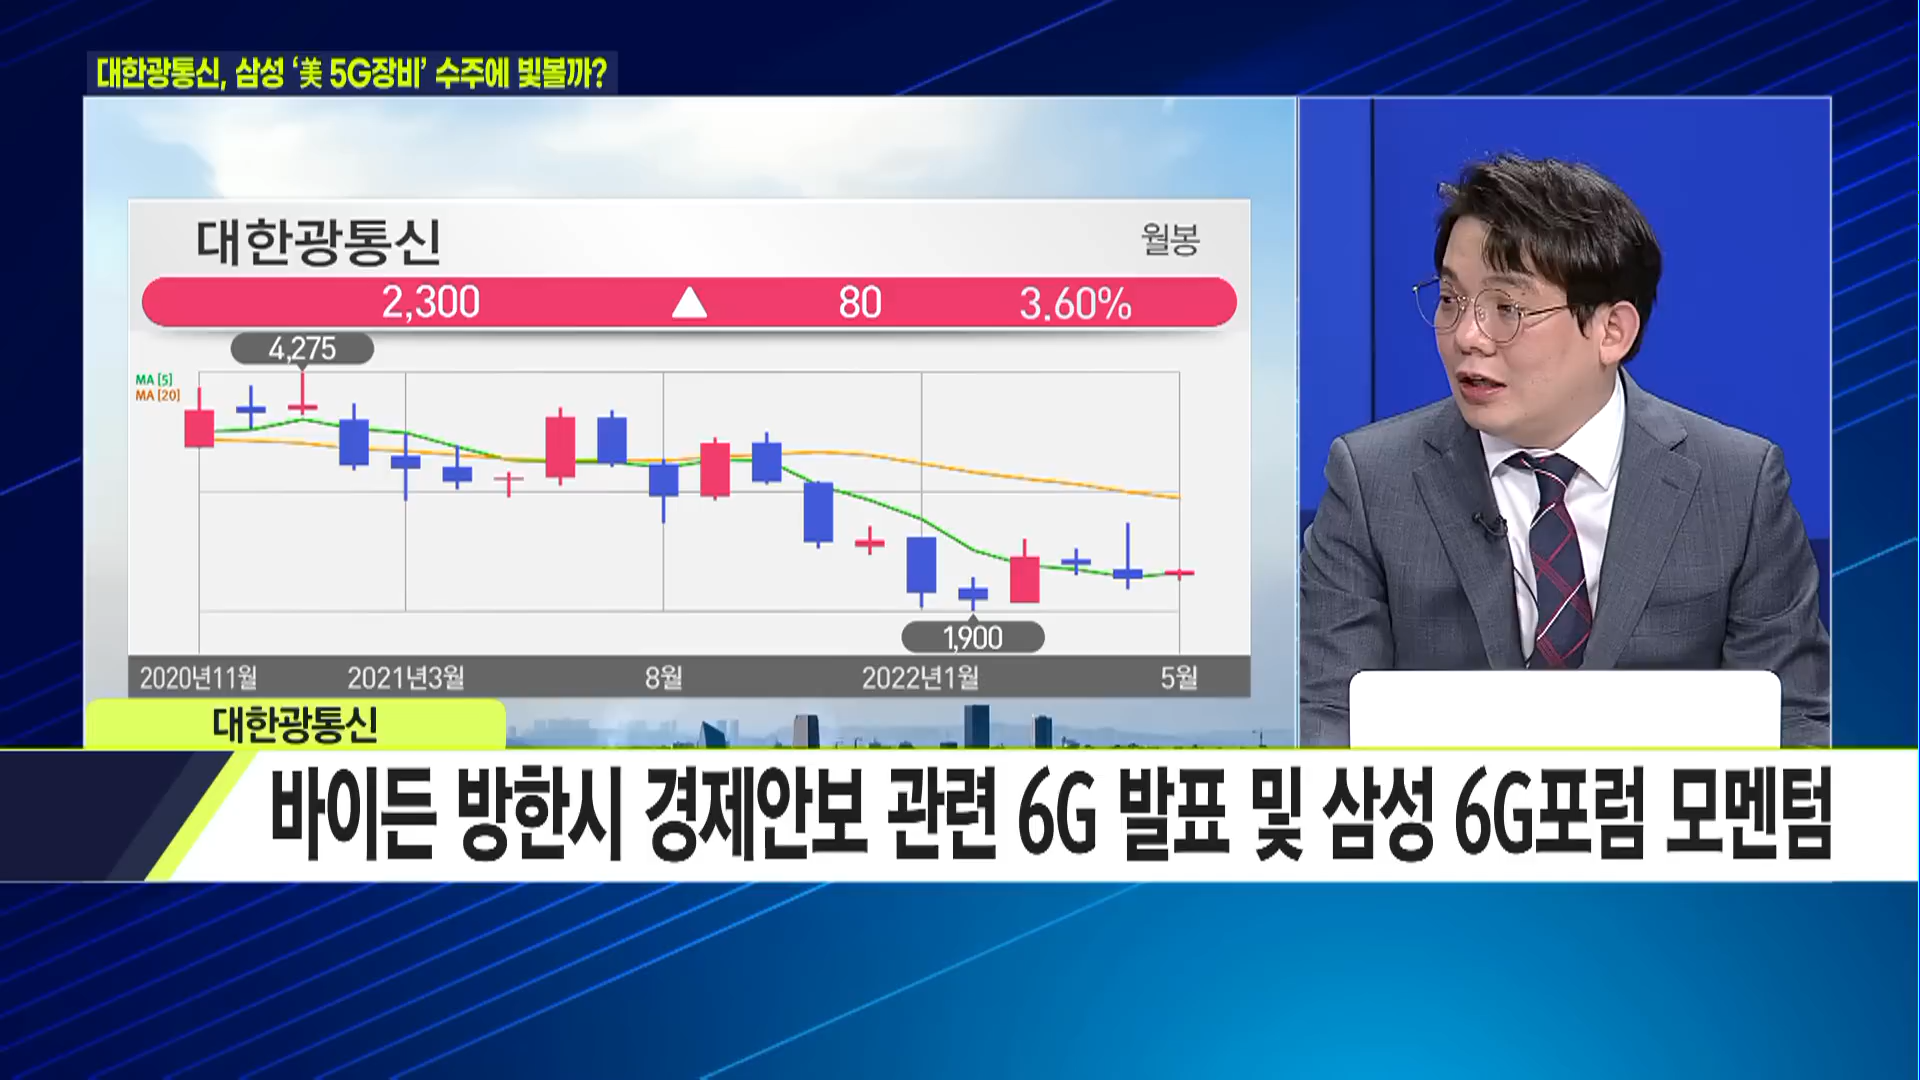 대한광통신, 삼성 ‘美 5G장비’ 수주에 빛볼까?
대한광통신
월봉
2,300 ▲ 80 3.60%
4,275
MA [5]
MA [20]
1,900
2020년11월 2021년3월 8월 2022년1월 5월
대한광통신
바이든 방한시 경제안보 관련 6G 발표 및 삼성 6G포럼 모멘텀